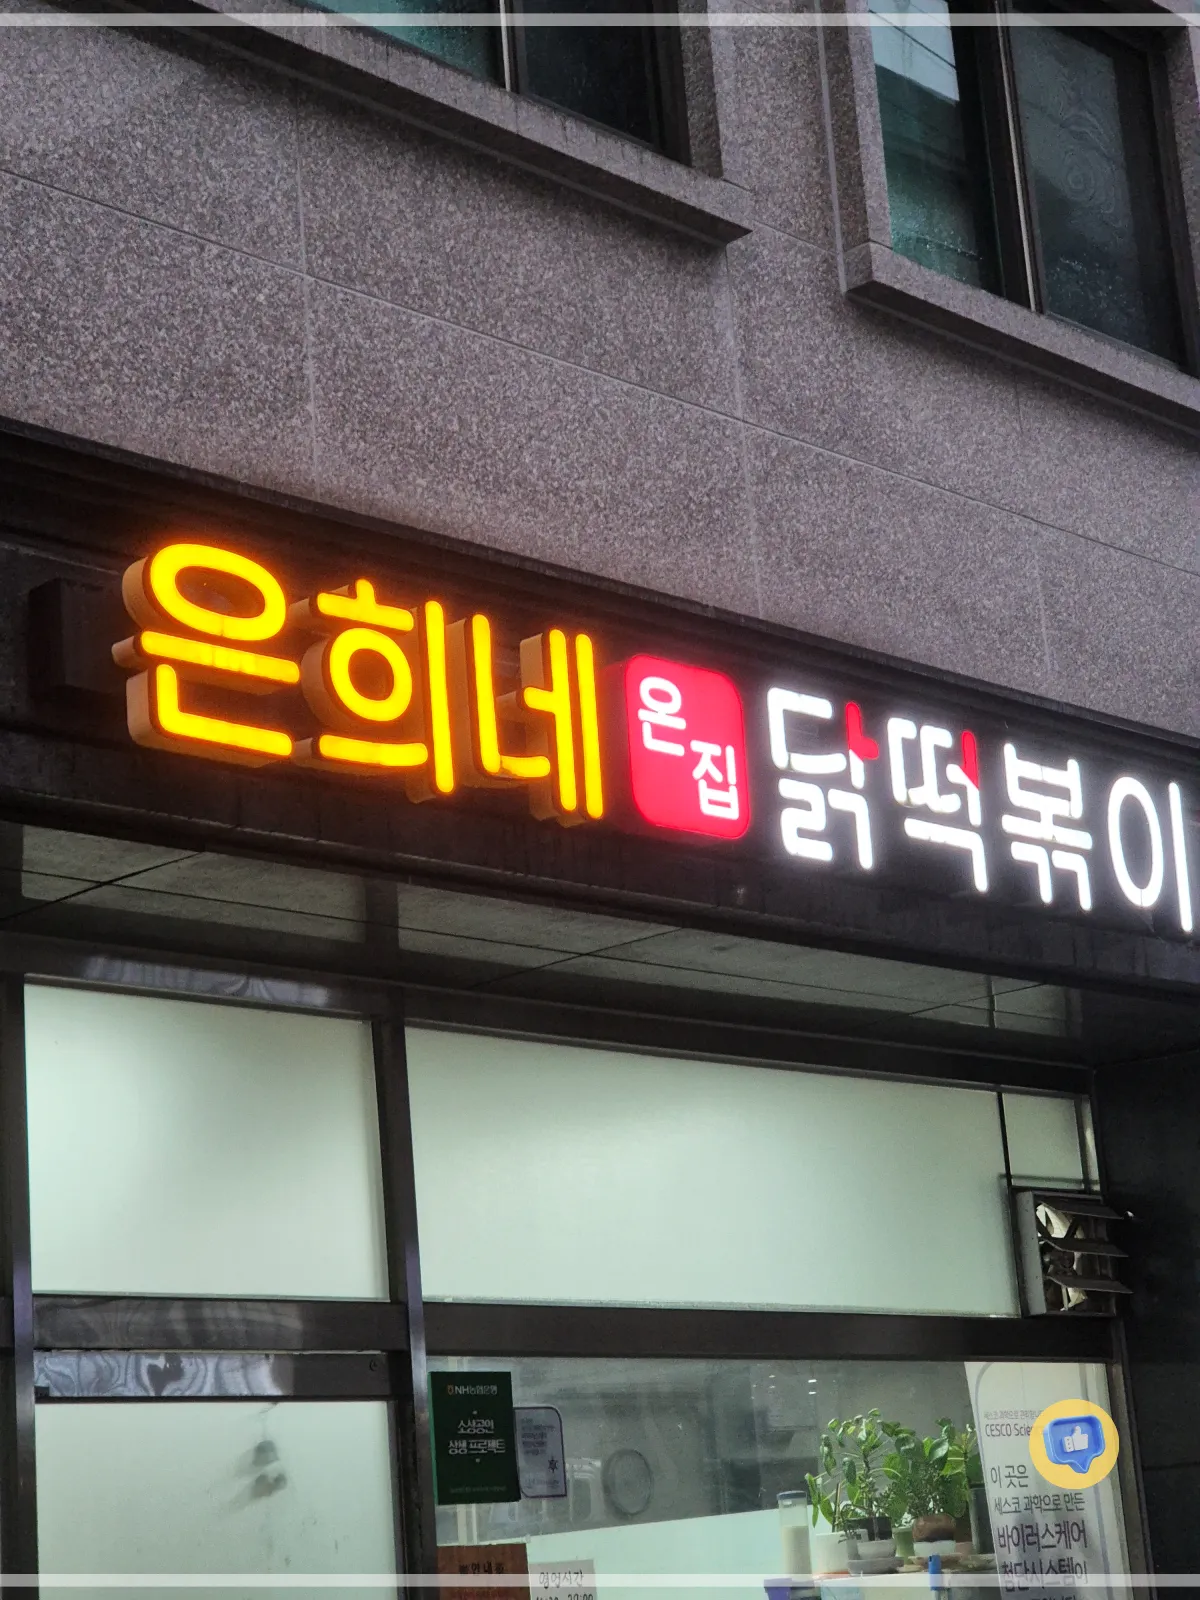 은희네 온집 닭떡볶이
NH농협은행
소상공인
상생 프로젝트
CESCO
이 곳은
세스코 과학으로 만든
바이러스케어
첨단시스템이
영업시간